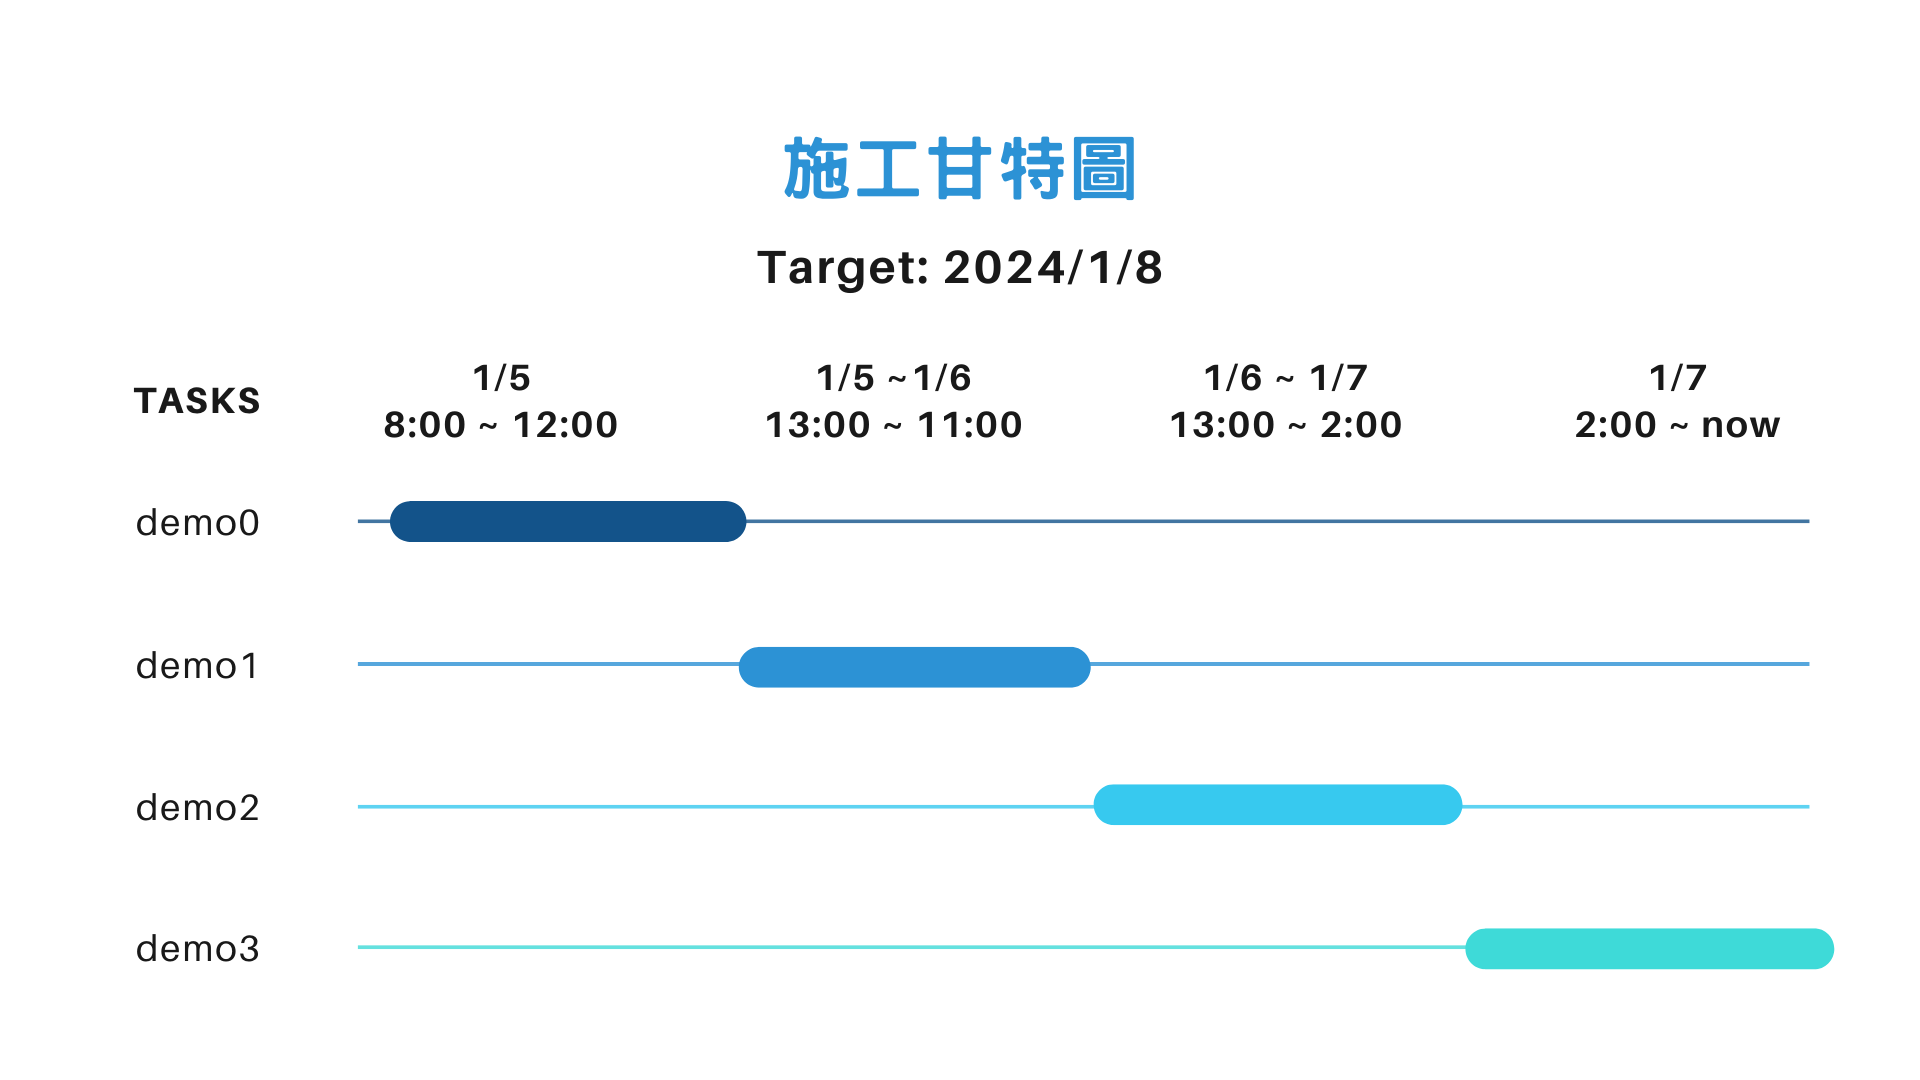 施工甘特圖
Target: 2024/1/8
TASKS
1/5
8:00 ~ 12:00
1/5 ~1/6
13:00 ~ 11:00
1/6 ~ 1/7
13:00 ~ 2:00
1/7
2:00 ~ now
demo0
demo1
demo2
demo3